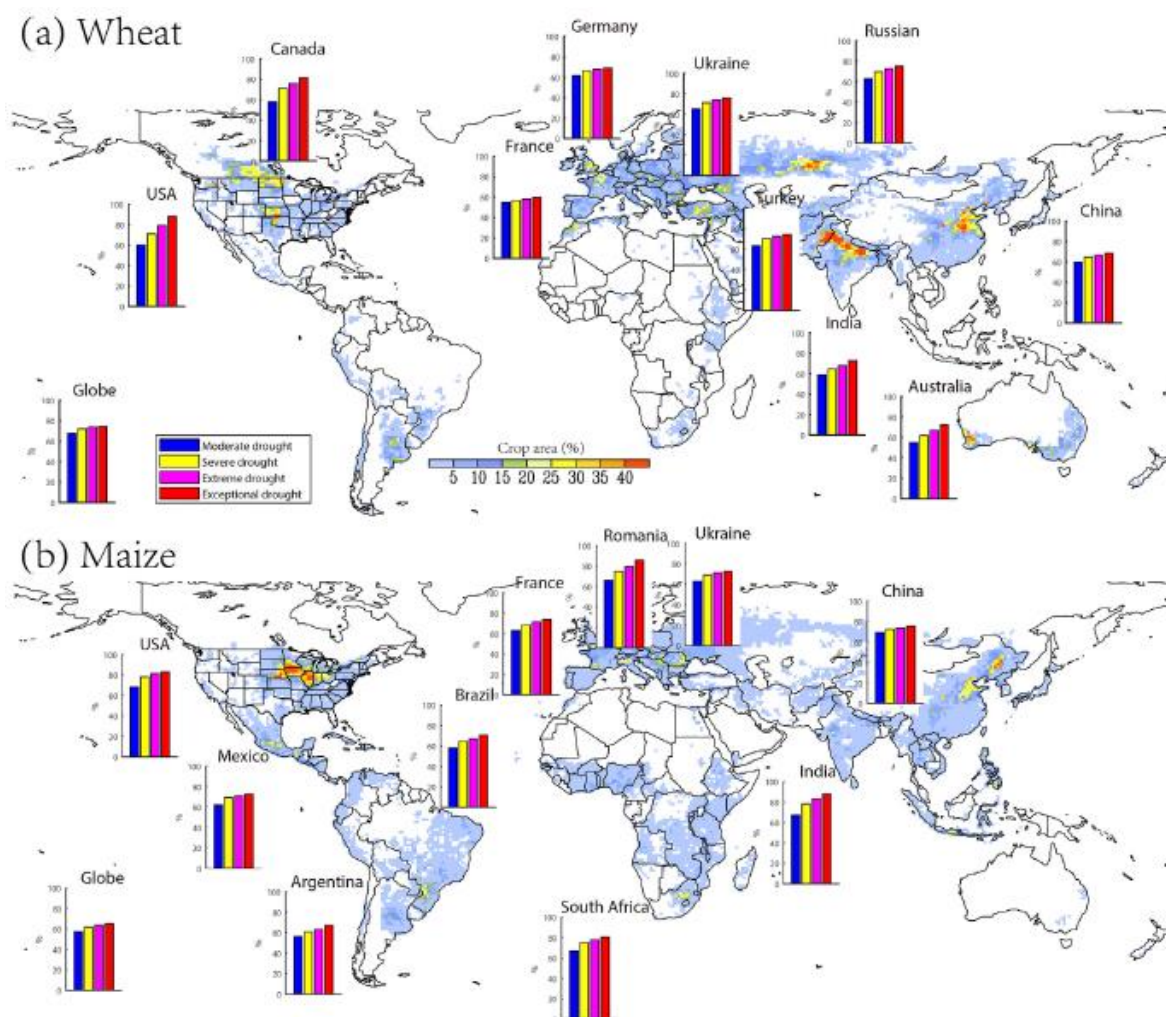 (a) Wheat
Canada
Germany
Ukraine
Russian
USA
France
Turkey
China
India
Australia
Globe
Moderate drought
Severe drought
Extreme drought
Exceptional drought
Crop area (%)
5 10 15 20 25 30 35 40
(b) Maize
Romania
Ukraine
France
China
USA
Brazil
Mexico
India
Globe
Argentina
South Africa